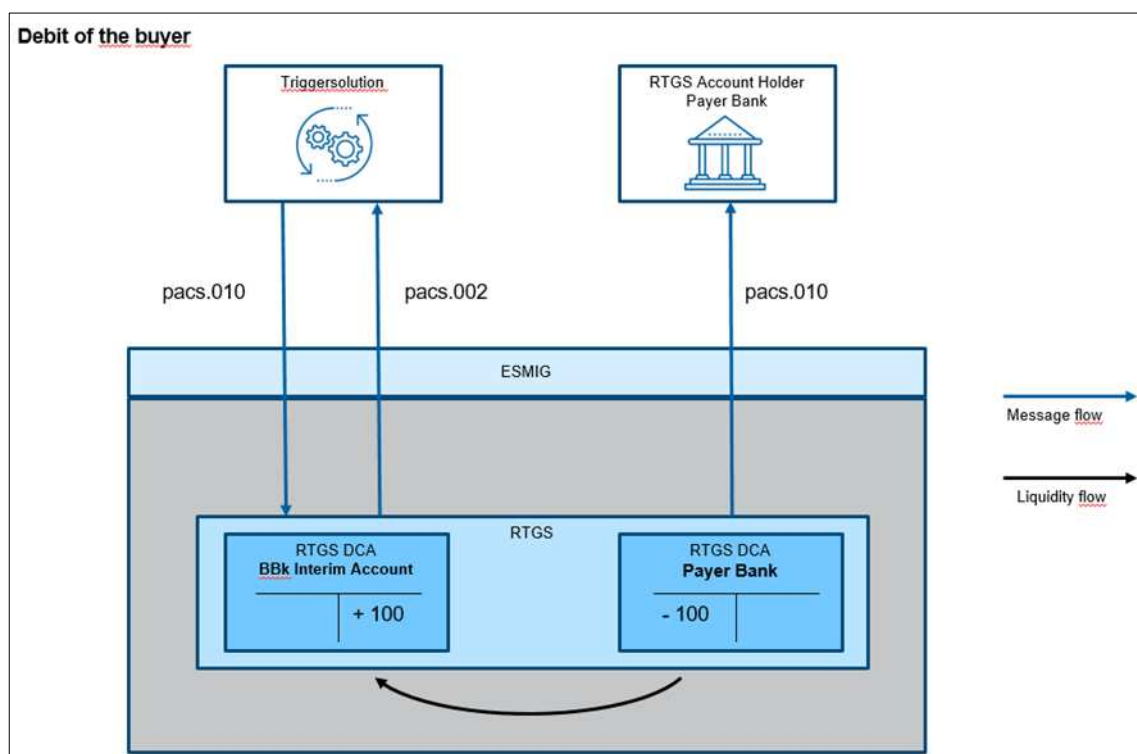 Debit of the buyer
Triggersolution
RTGS Account Holder
Payer Bank
pacs.010
pacs.002
pacs.010
ESMIG
Message flow
Liquidity flow
RTGS
RTGS DCA
BBk Interim Account
+ 100
RTGS DCA
Payer Bank
- 100